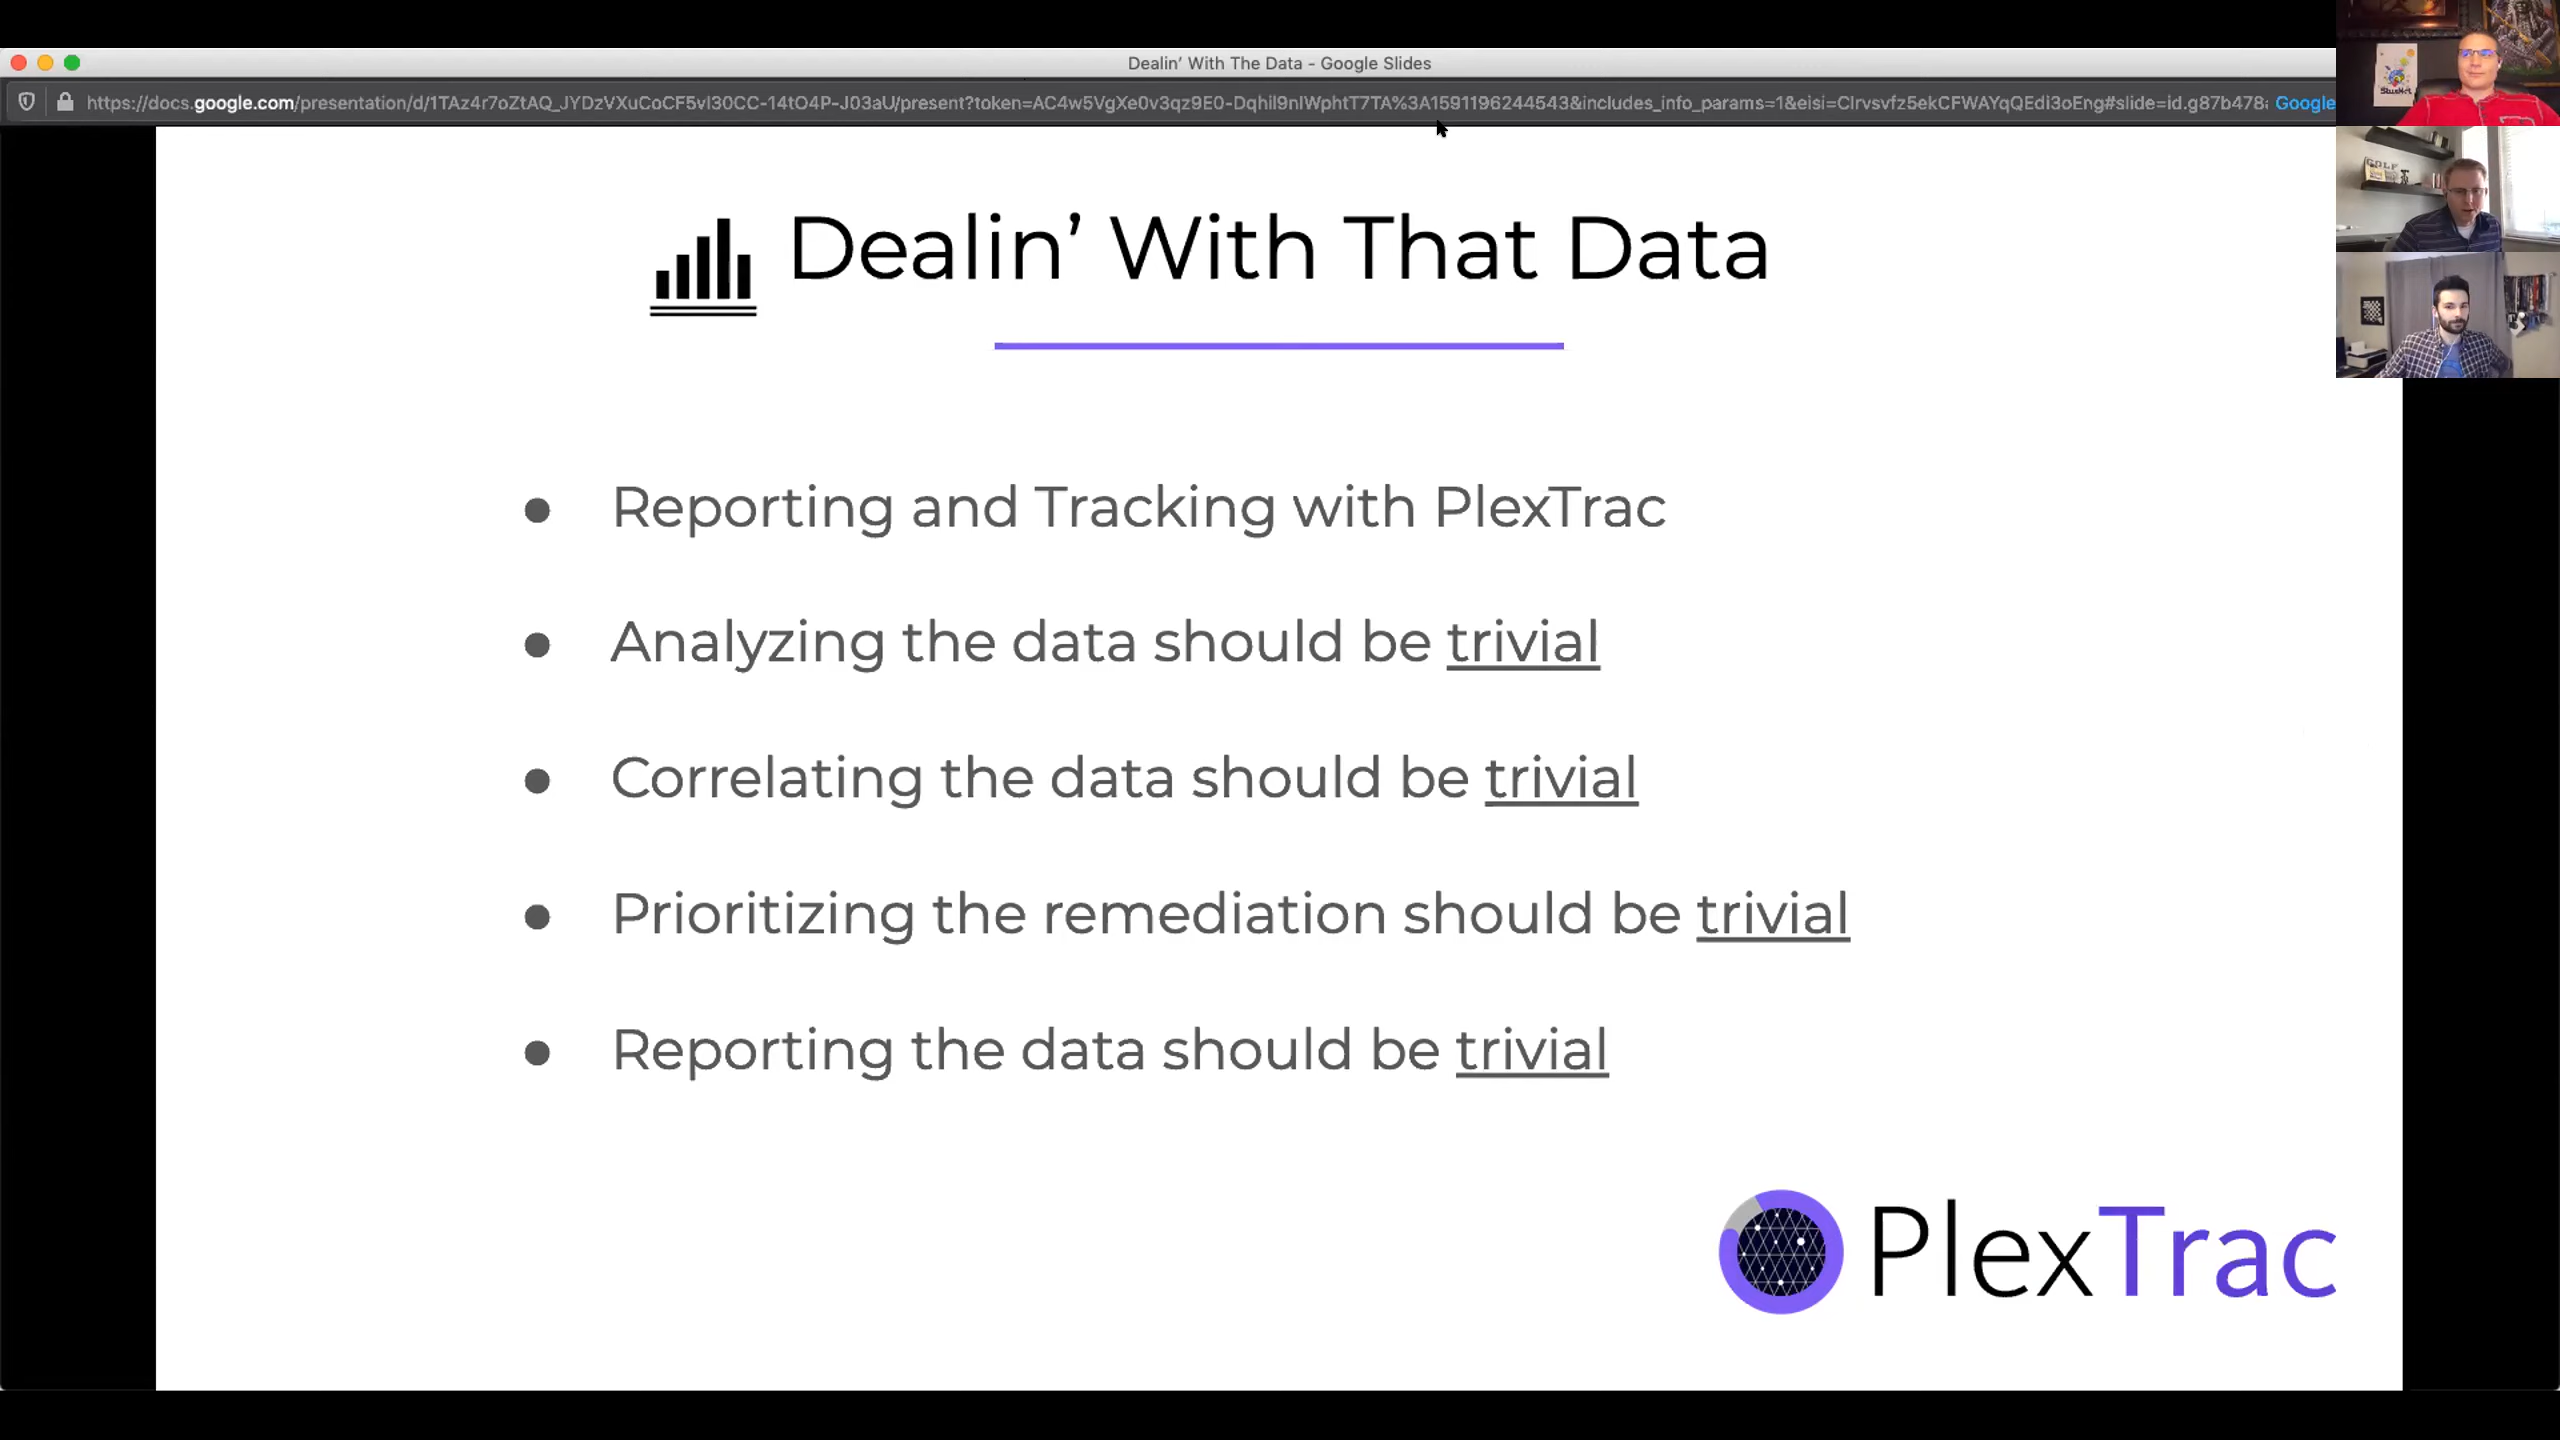 Dealin’ With The Data - Google Slides
https://docs.google.com/presentation/d/1TAz4r7oZtAQ_JYDzVXuCoCF5vI30CC-14tO4P-J03aU/present?token=AC4w5VgXe0v3qz9E0-Dqhil9nIWphtT7TA%3A1591196244543&includes_info_params=1&eisi=CIrvsvfz5ekCFWAYqQEdi3oEng#slide=id.g87b478 Google
GOLF
Dealin’ With That Data
● Reporting and Tracking with PlexTrac
● Analyzing the data should be trivial
● Correlating the data should be trivial
● Prioritizing the remediation should be trivial
● Reporting the data should be trivial
PlexTrac